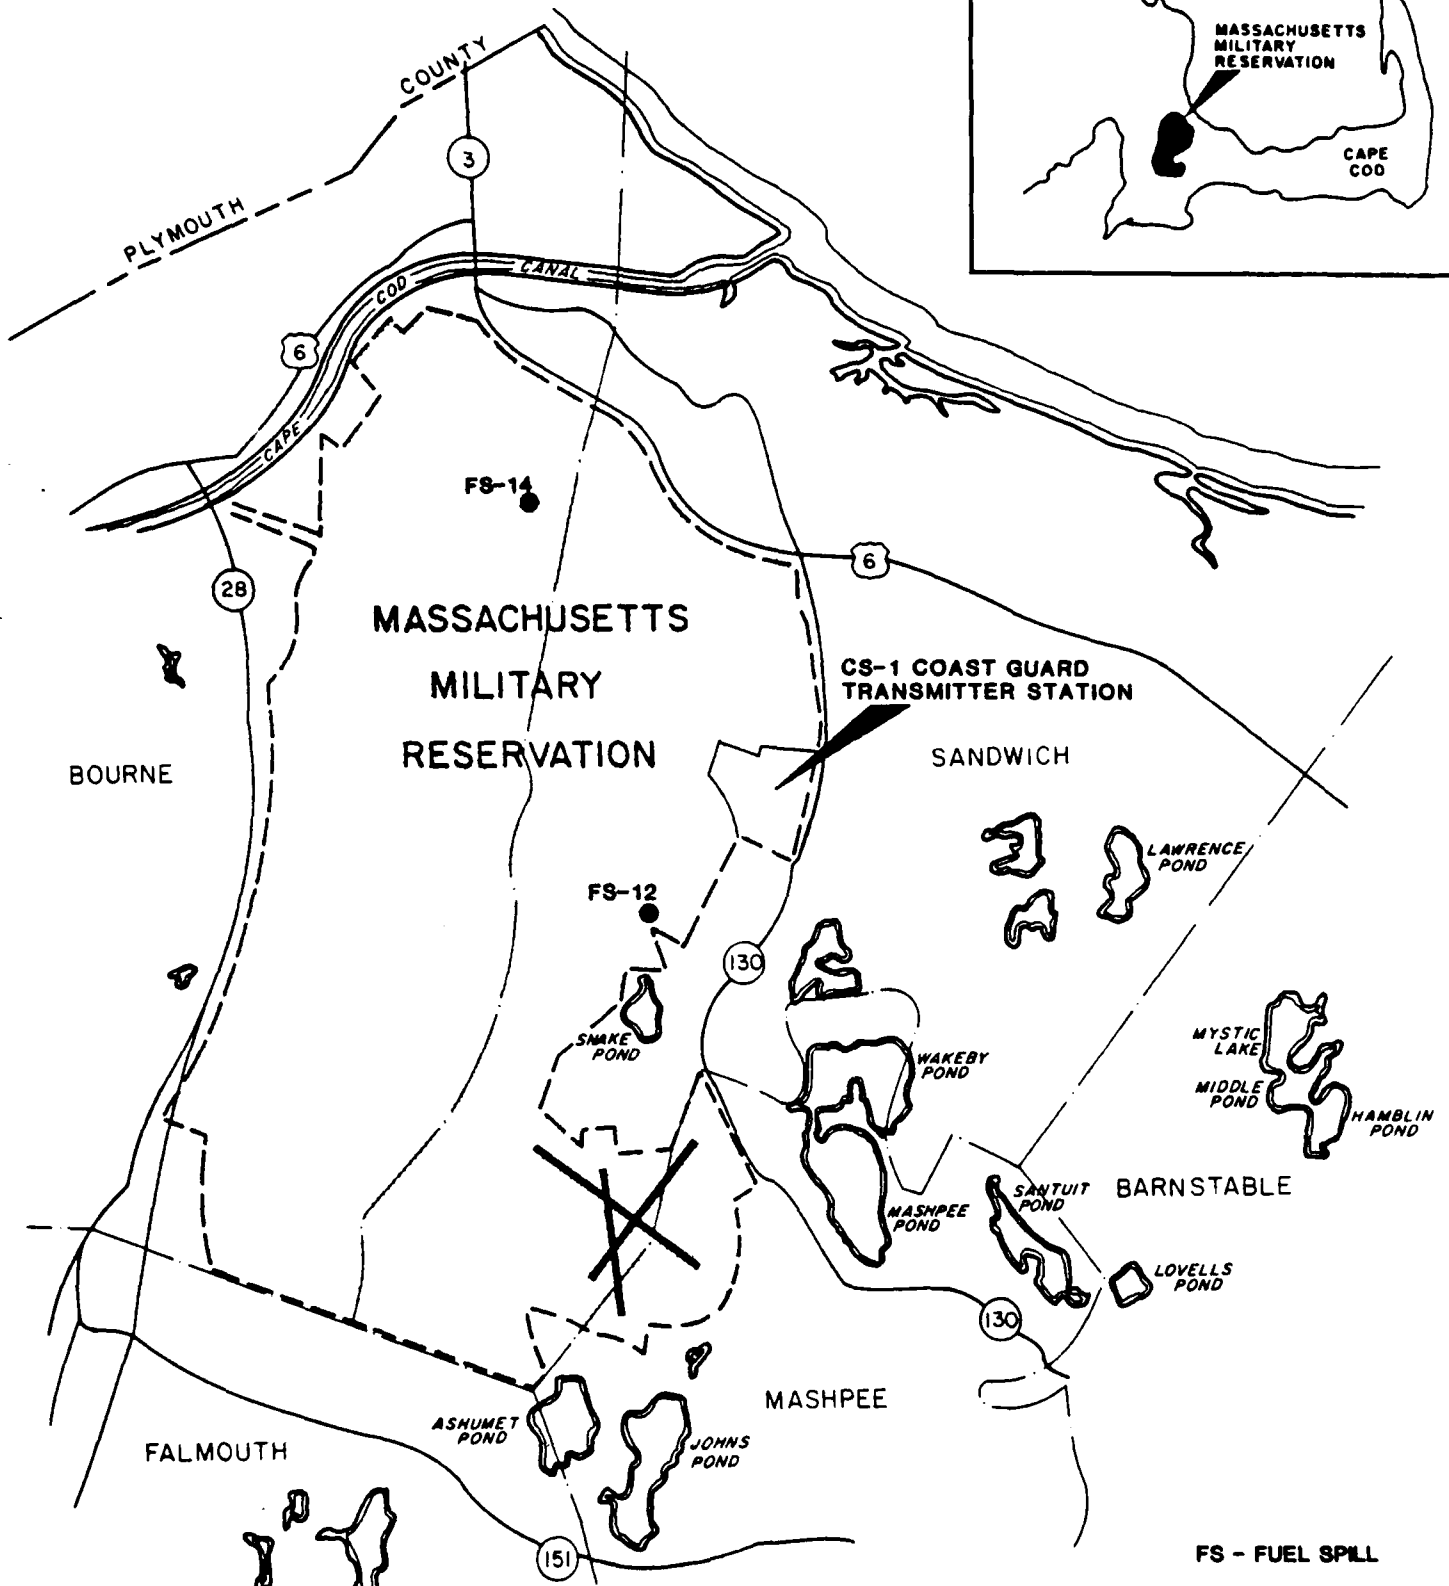 MASSACHUSETTS
MILITARY
RESERVATION
CAPE
COD
PLYMOUTH COUNTY
3
CAPE COD CANAL
6
FS-14
28
6
MASSACHUSETTS
MILITARY
RESERVATION
CS-1 COAST GUARD
TRANSMITTER STATION
BOURNE
SANDWICH
LAWRENCE
POND
FS-12
130
SNAKE
POND
WAKEBY
POND
MYSTIC
LAKE
MIDDLE
POND
HAMBLIN
POND
SANTUIT
POND
BARNSTABLE
MASHPEE
POND
LOVELLS
POND
130
MASHPEE
ASHUMET
POND
JOHNS
POND
FALMOUTH
151
FS - FUEL SPILL